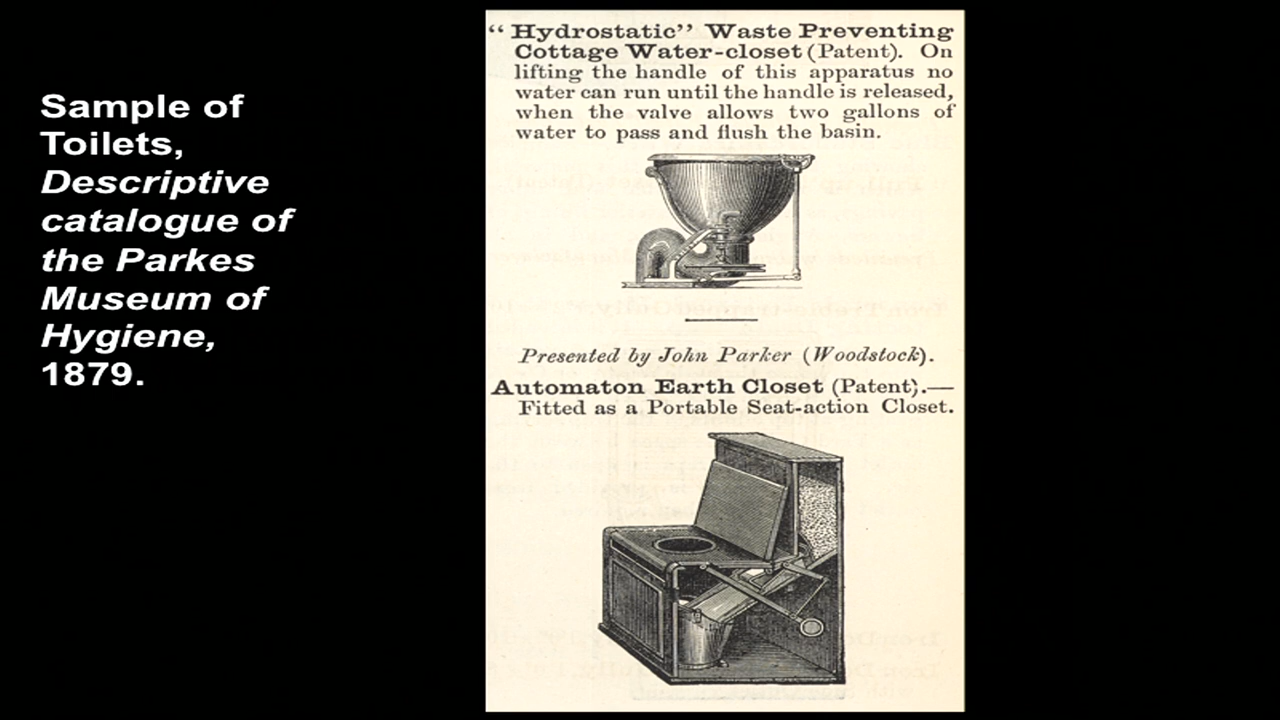 Sample of
Toilets,
Descriptive
catalogue of
the Parkes
Museum of
Hygiene,
1879.
“Hydrostatic” Waste Preventing
Cottage Water-closet (Patent). On
lifting the handle of this apparatus no
water can run until the handle is released,
when the valve allows two gallons of
water to pass and flush the basin.
Presented by John Parker (Woodstock).
Automaton Earth Closet (Patent).—
Fitted as a Portable Seat-action Closet.